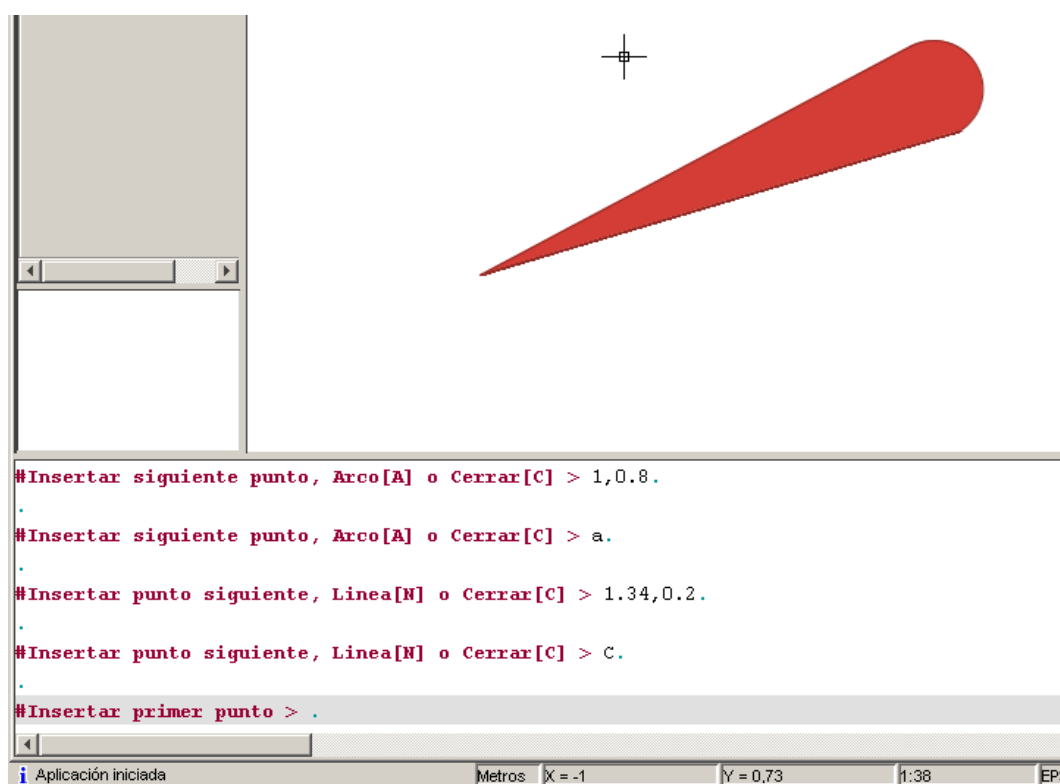 #Insertar siguiente punto, Arco[A] o Cerrar[C] > 1,0.8.
.
#Insertar siguiente punto, Arco[A] o Cerrar[C] > a.
.
#Insertar punto siguiente, Linea[N] o Cerrar[C] > 1.34,0.2.
.
#Insertar punto siguiente, Linea[N] o Cerrar[C] > C.
.
#Insertar primer punto > .
i Aplicación iniciada Metros X = -1 Y = 0,73 1:38 EP